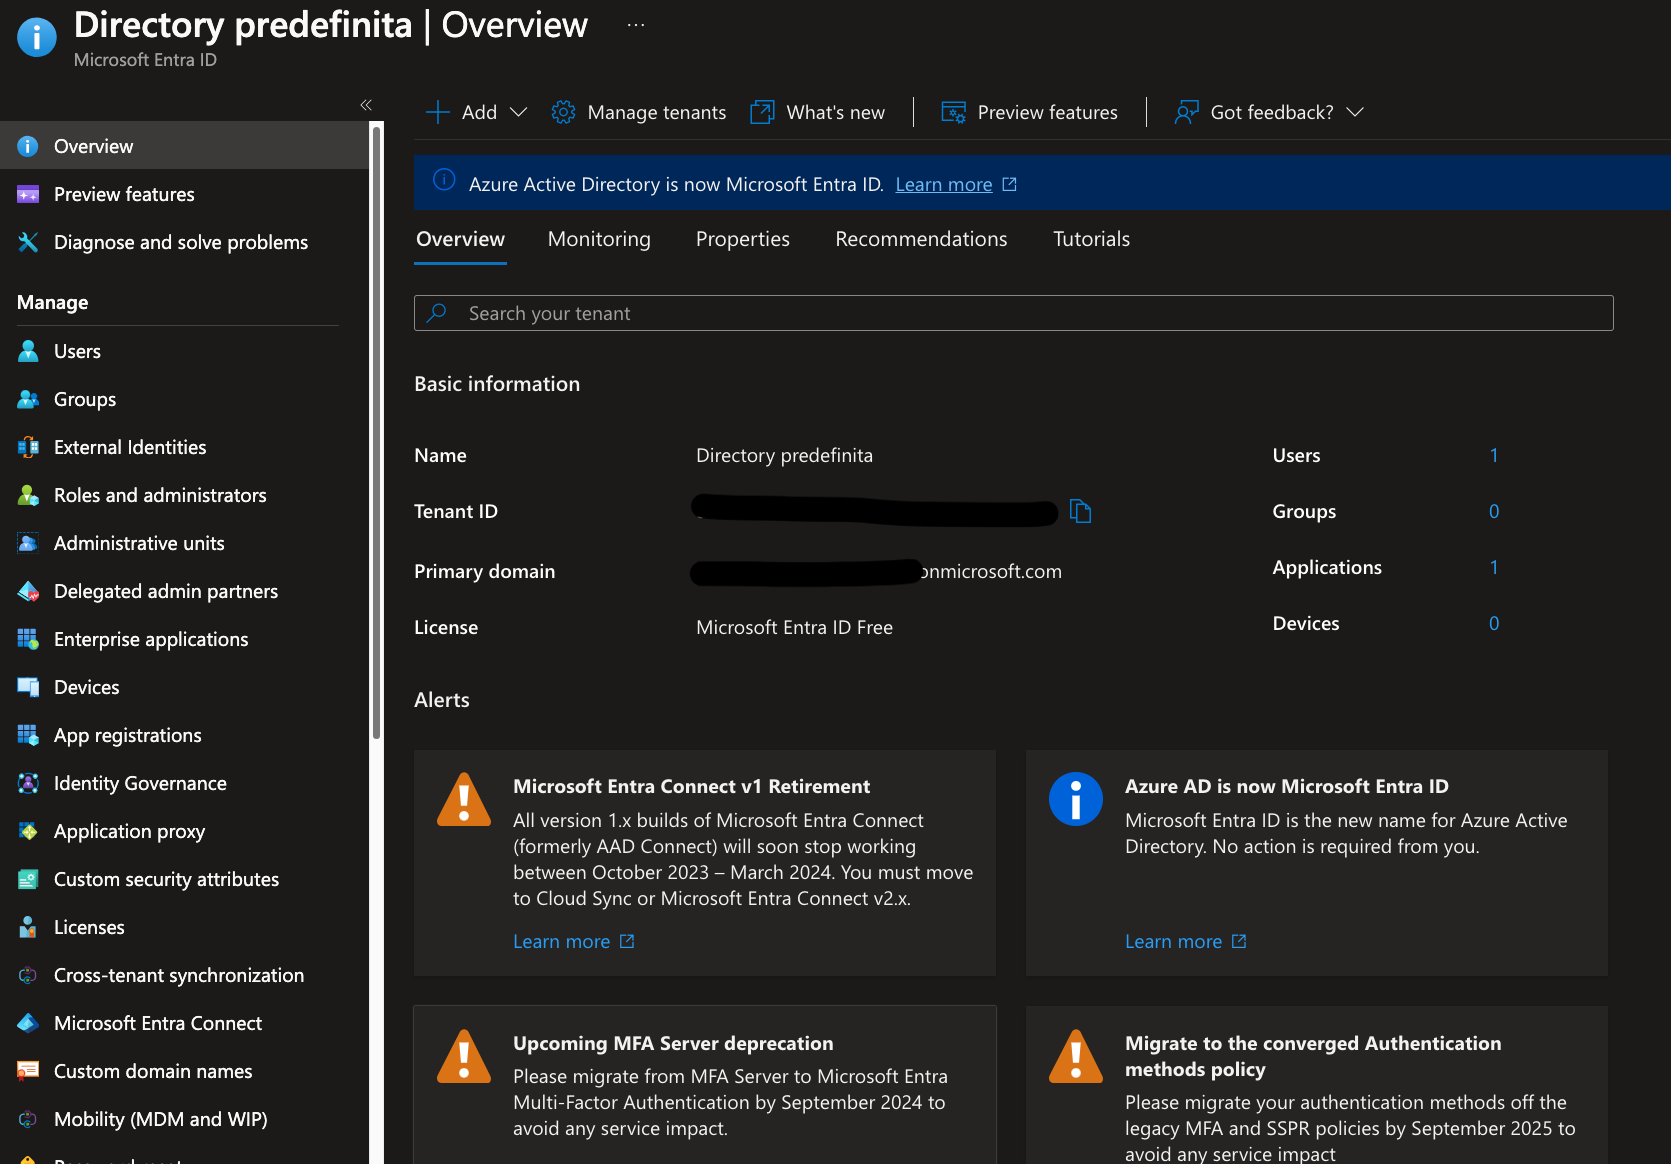 Directory predefinita | Overview ...
Microsoft Entra ID
«
Add
Manage tenants
What's new
Preview features
Got feedback?
Overview
Preview features
Diagnose and solve problems
Manage
Users
Groups
External Identities
Roles and administrators
Administrative units
Delegated admin partners
Enterprise applications
Devices
App registrations
Identity Governance
Application proxy
Custom security attributes
Licenses
Cross-tenant synchronization
Microsoft Entra Connect
Custom domain names
Mobility (MDM and WIP)
Azure Active Directory is now Microsoft Entra ID. Learn more
Overview
Monitoring
Properties
Recommendations
Tutorials
Search your tenant
Basic information
Name
Directory predefinita
Users
1
Tenant ID
Groups
0
Primary domain
onmicrosoft.com
Applications
1
License
Microsoft Entra ID Free
Devices
0
Alerts
Microsoft Entra Connect v1 Retirement
All version 1.x builds of Microsoft Entra Connect
(formerly AAD Connect) will soon stop working
between October 2023 – March 2024. You must move
to Cloud Sync or Microsoft Entra Connect v2.x.
Learn more
Azure AD is now Microsoft Entra ID
Microsoft Entra ID is the new name for Azure Active
Directory. No action is required from you.
Learn more
Upcoming MFA Server deprecation
Please migrate from MFA Server to Microsoft Entra
Multi-Factor Authentication by September 2024 to
avoid any service impact.
Migrate to the converged Authentication
methods policy
Please migrate your authentication methods off the
legacy MFA and SSPR policies by September 2025 to
avoid any service impact